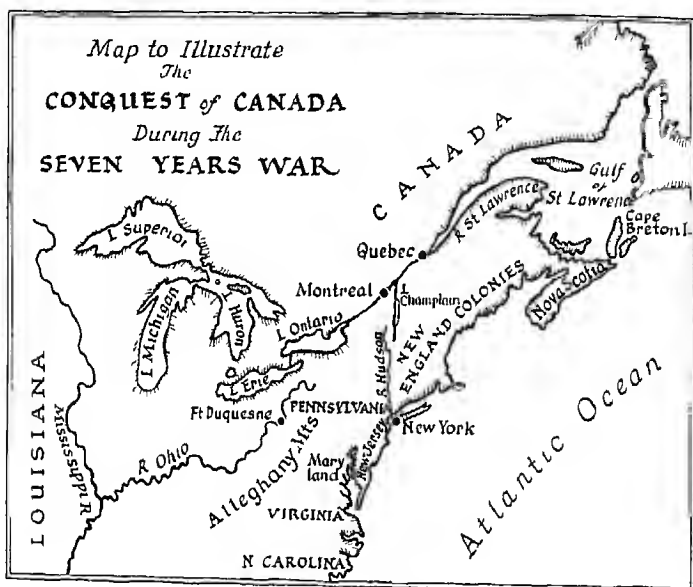 Map to Illustrate
The
CONQUEST of CANADA
During The
SEVEN YEARS WAR
CANADA
Gulf
of
St Lawrence
R St Lawrence
Cape
Breton I.
L Superior
Quebec
Montreal
L
Champlain
Nova Scotia
L Michigan
L Huron
L Ontario
NEW
ENGLAND COLONIES
R Hudson
L Erie
Ft Duquesne
PENNSYLVANI
New York
New Jersey
Alleghany Mts
Mary
land
R Ohio
LOUISIANA
Mississippi R
VIRGINIA
N CAROLINA
Atlantic Ocean